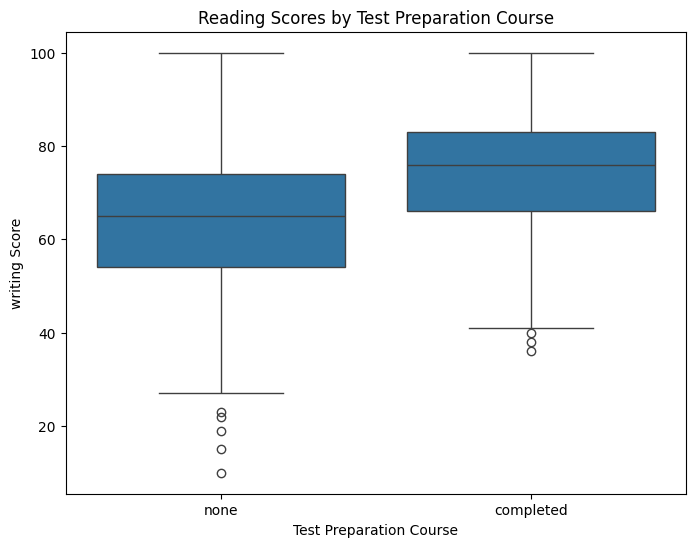 Reading Scores by Test Preparation Course
100
80
60
40
20
writing Score
none
completed
Test Preparation Course